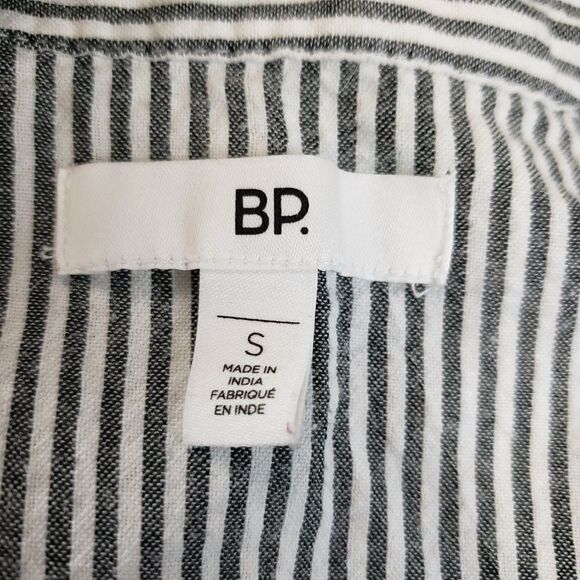 BP.
S
MADE IN
INDIA
FABRIQUÉ
EN INDE